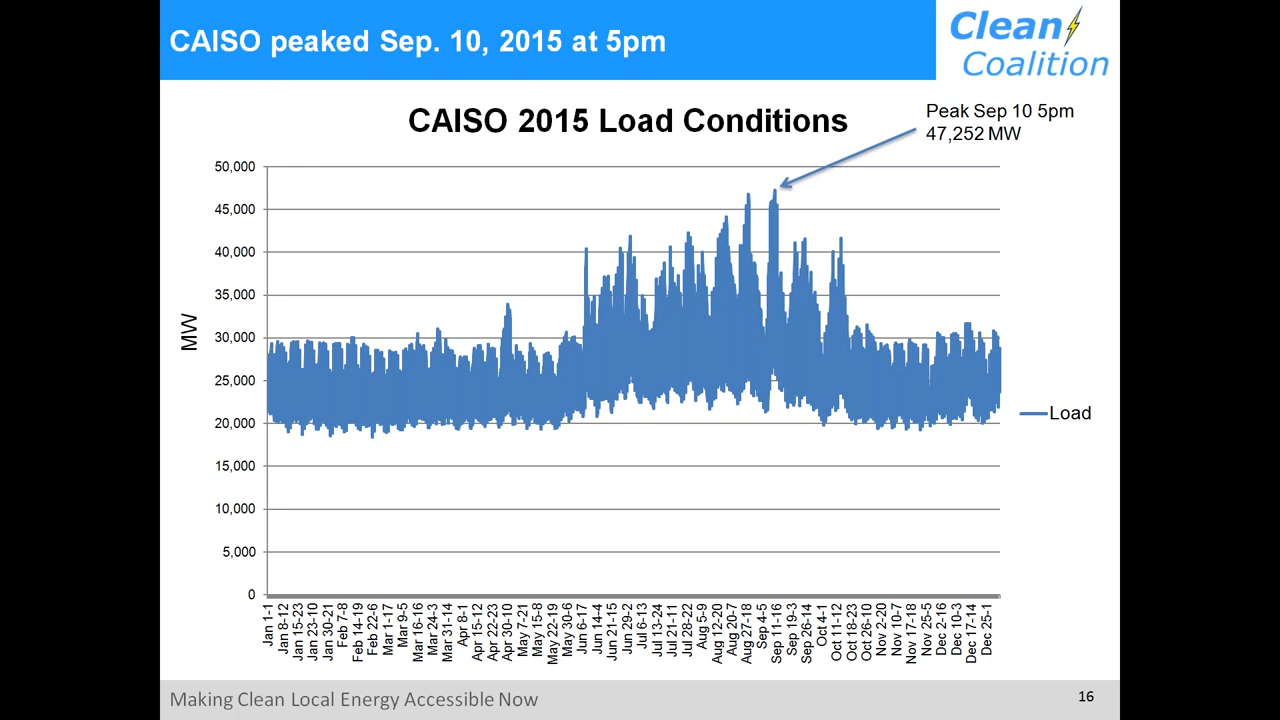 CAISO peaked Sep. 10, 2015 at 5pm
Clean
Coalition
CAISO 2015 Load Conditions
Peak Sep 10 5pm
47,252 MW
50,000
45,000
40,000
35,000
30,000
25,000
20,000
15,000
10,000
5,000
0
MW
Load
Jan 1-1
Jan 8-12
Jan 15-23
Jan 23-10
Jan 30-21
Feb 7-8
Feb 14-19
Feb 22-6
Mar 1-17
Mar 9-5
Mar 16-16
Mar 24-3
Mar 31-14
Apr 8-1
Apr 15-12
Apr 22-23
Apr 30-10
May 7-21
May 15-8
May 22-19
May 30-6
Jun 6-17
Jun 14-4
Jun 21-15
Jun 29-2
Jul 6-13
Jul 13-24
Jul 21-11
Jul 28-22
Aug 5-9
Aug 12-20
Aug 20-7
Aug 27-18
Sep 4-5
Sep 11-16
Sep 19-3
Sep 26-14
Oct 4-1
Oct 11-12
Oct 18-23
Oct 26-10
Nov 2-20
Nov 10-7
Nov 17-18
Nov 25-5
Dec 2-16
Dec 10-3
Dec 17-14
Dec 25-1
Making Clean Local Energy Accessible Now
16